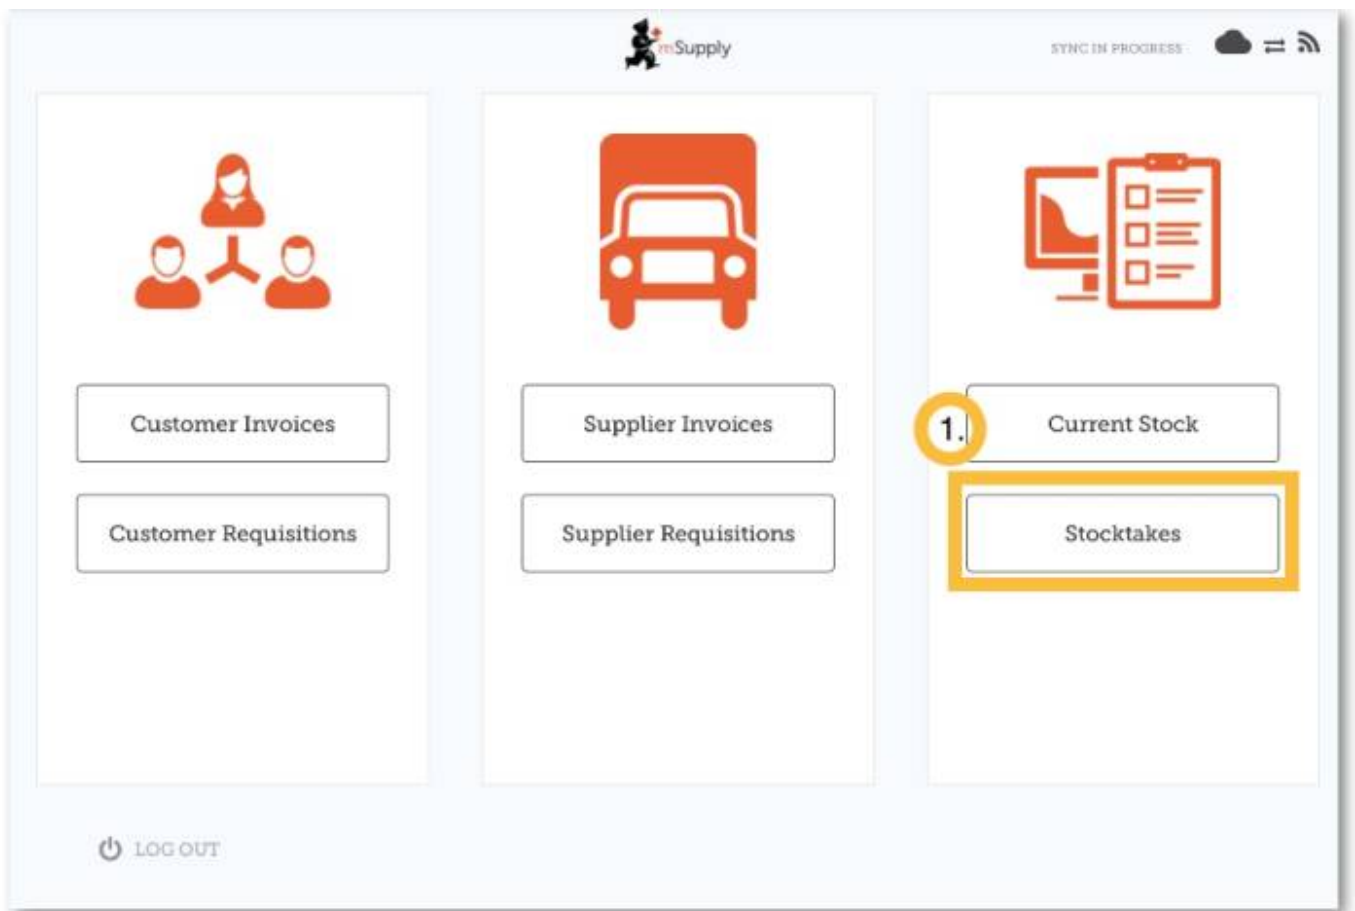 mSupply
SYNC IN PROGRESS
Customer Invoices
Customer Requisitions
Supplier Invoices
Supplier Requisitions
1.
Current Stock
Stocktakes
LOG OUT